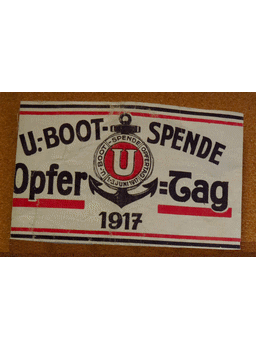 U.-BOOT-SPENDE
U
Opfer=Tag
1917